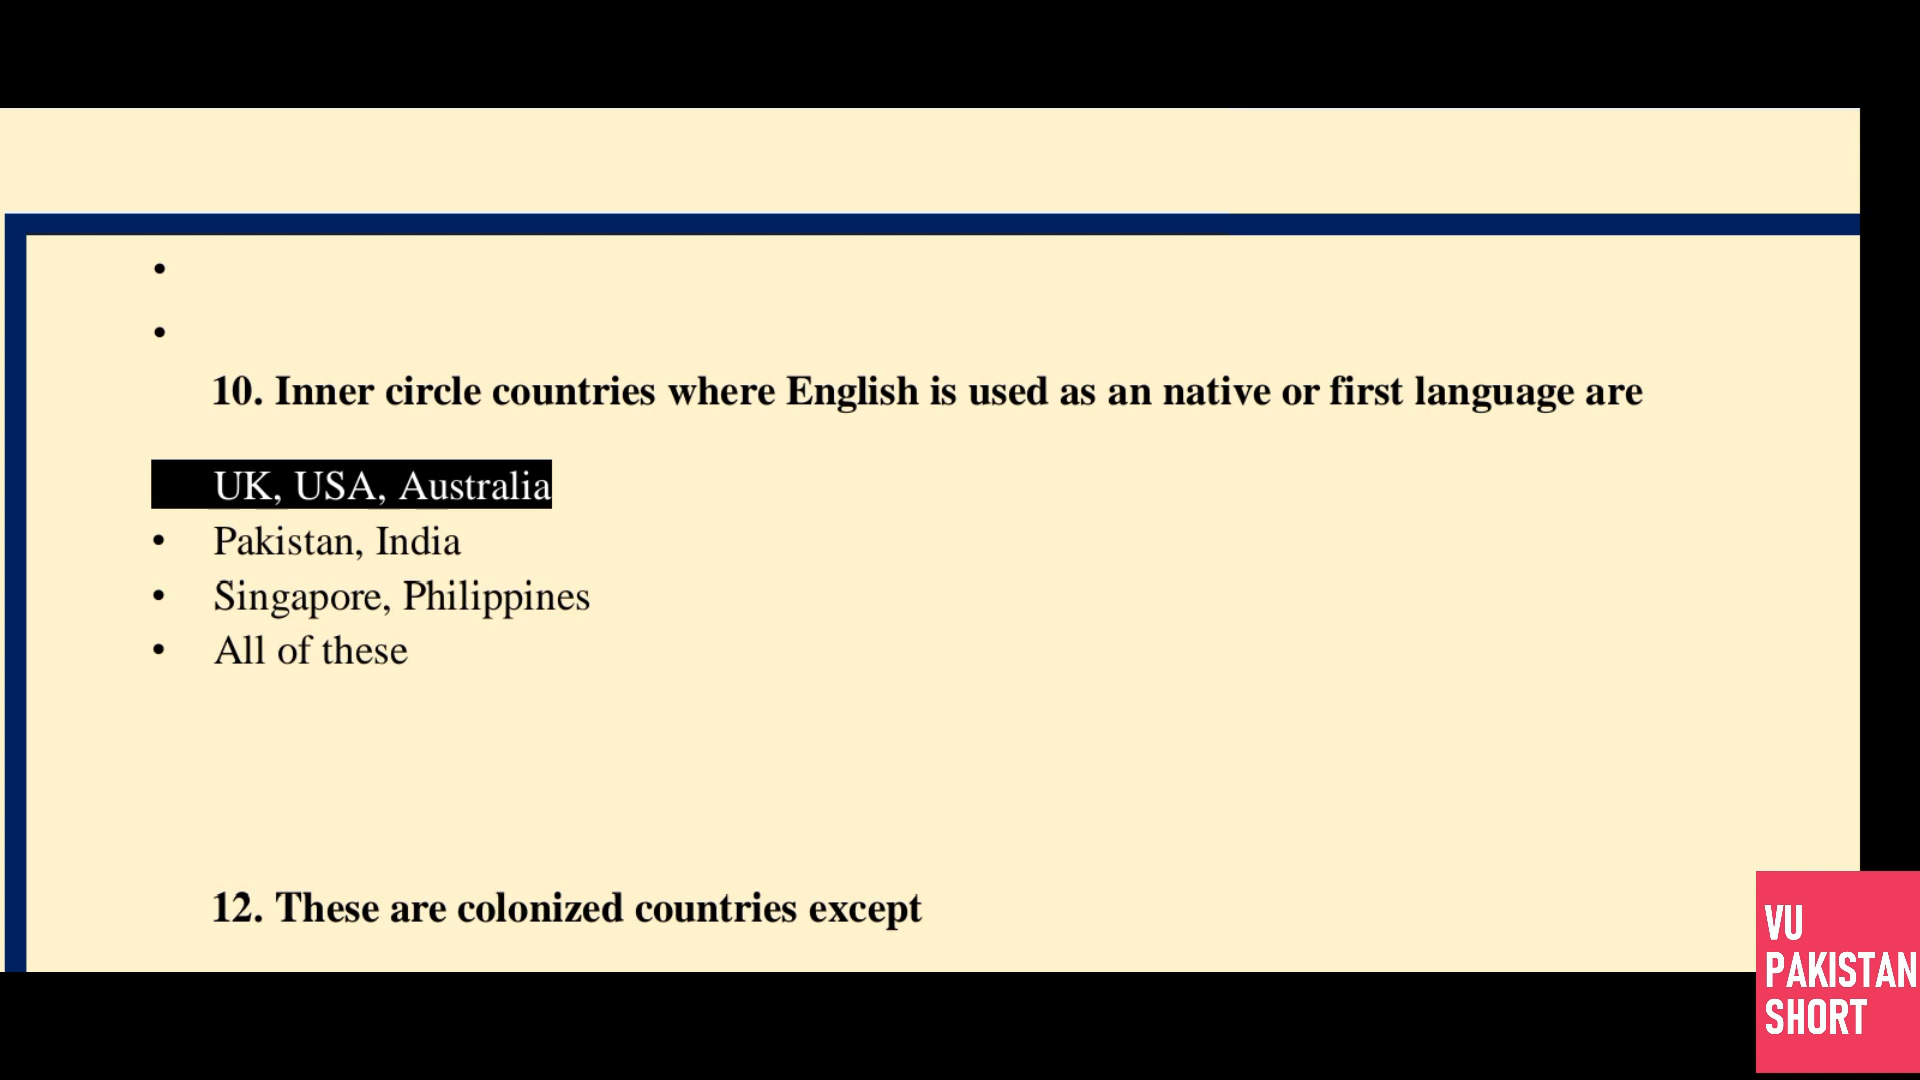 •
•
10. Inner circle countries where English is used as an native or first language are
UK, USA, Australia
• Pakistan, India
• Singapore, Philippines
• All of these
12. These are colonized countries except
VU
PAKISTAN
SHORT